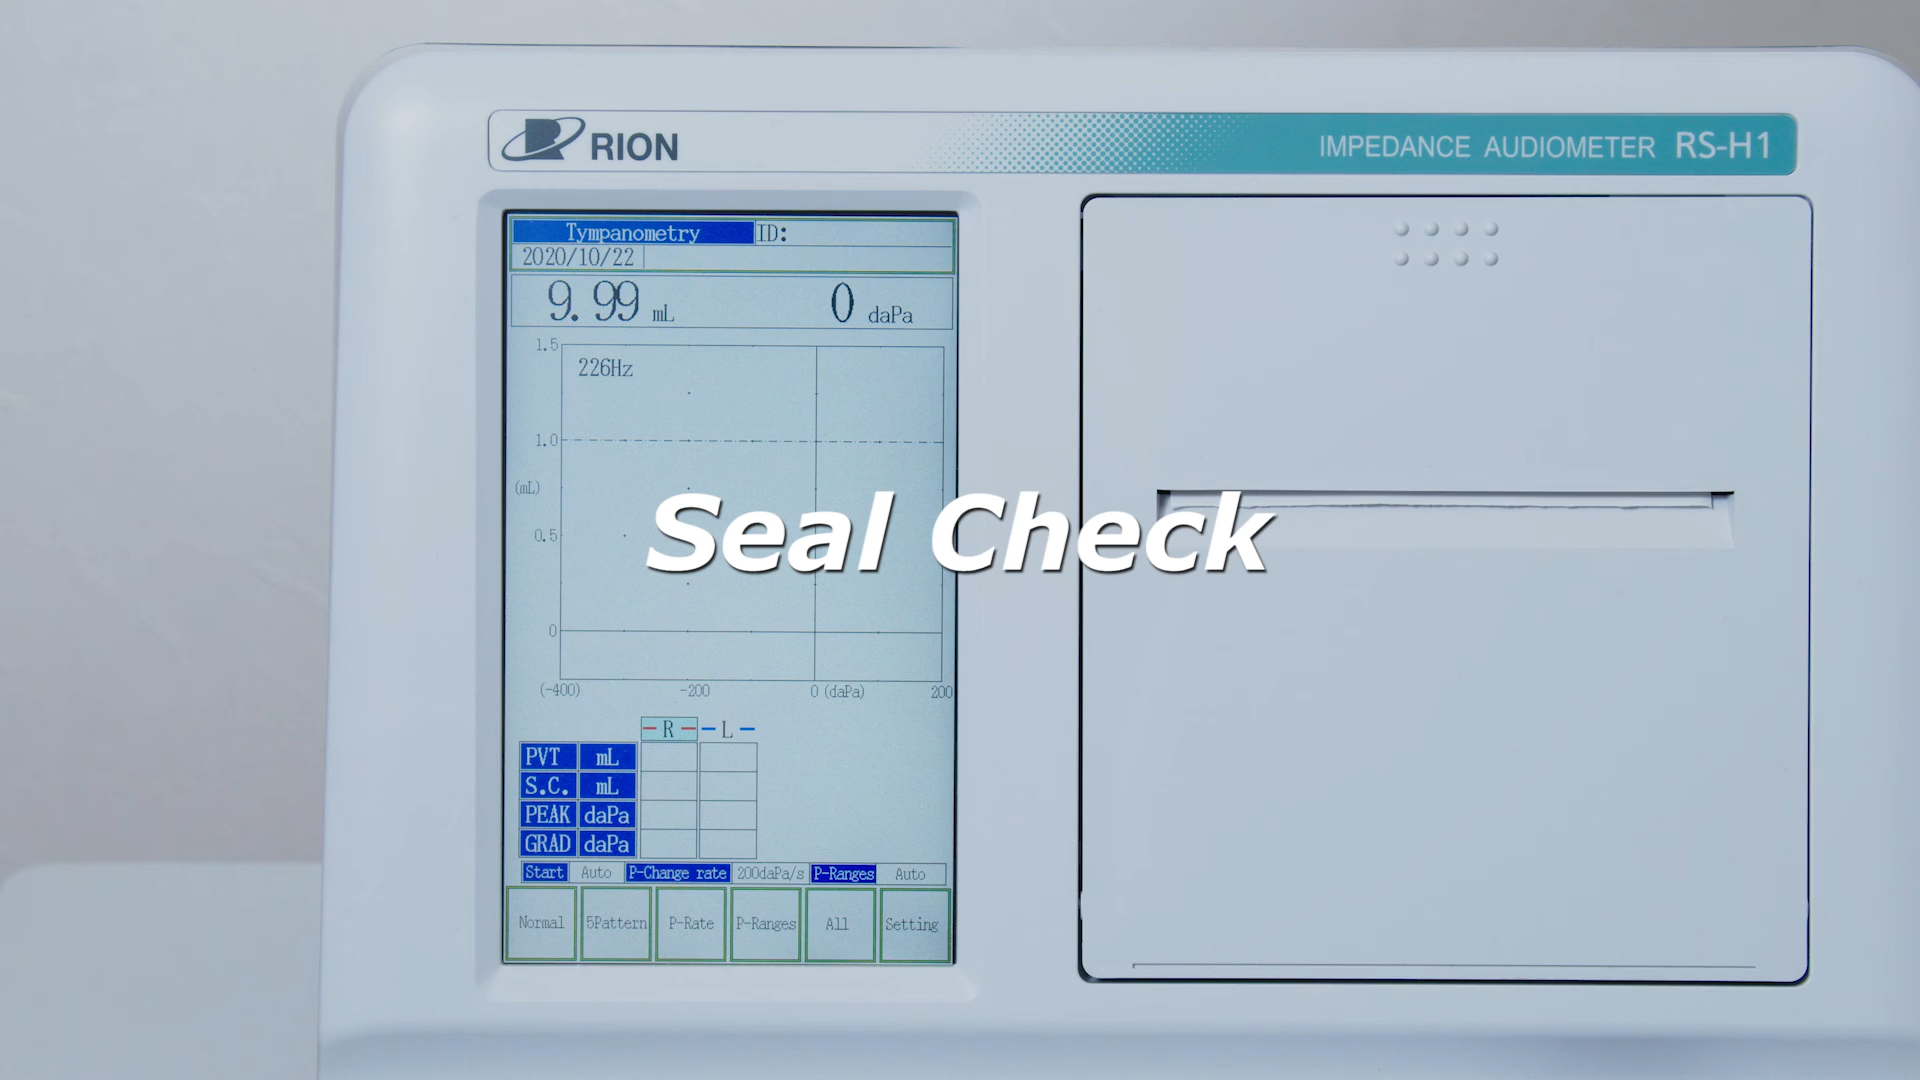 RION
IMPEDANCE AUDIOMETER RS-H1
Tympanometry ID:
2020/10/22
9.99 mL 0 daPa
1.5
226Hz
1.0
(mL)
Seal Check
0.5
0
(-400) -200 0 (daPa) 200
R L
PVT mL
S.C. mL
PEAK daPa
GRAD daPa
Start Auto P-Change rate 200daPa/s P-Ranges Auto
Normal 5Pattern P-Rate P-Ranges All Setting